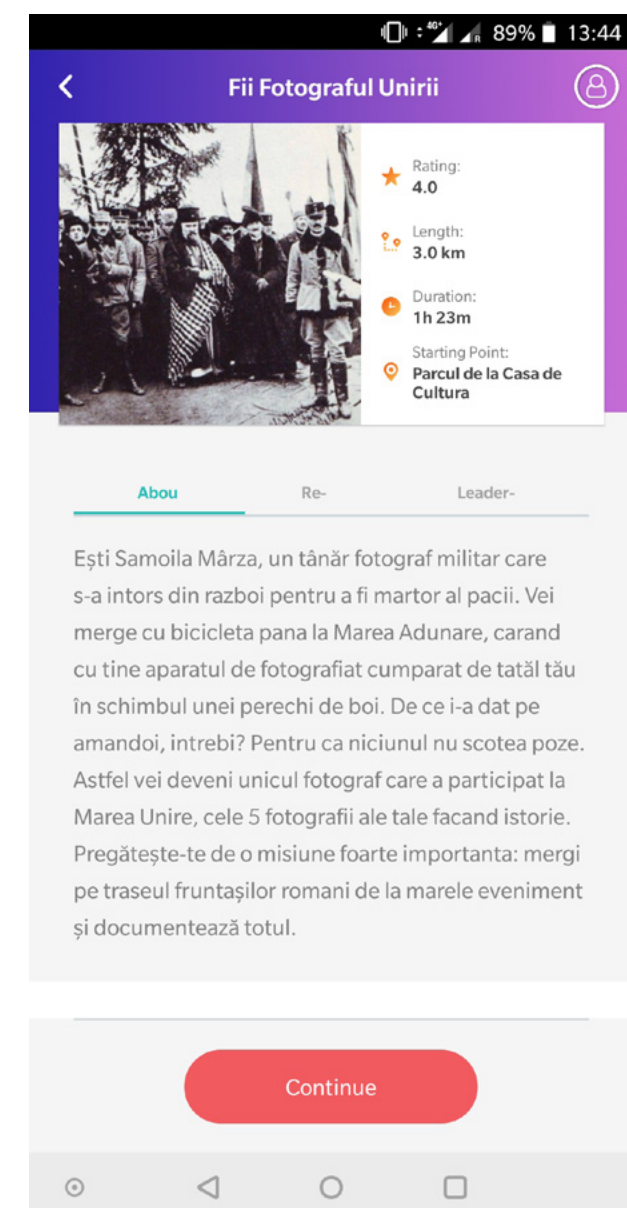 4G+ R 89% 13:44
Fii Fotograful Unirii
Rating:
4.0
Length:
3.0 km
Duration:
1h 23m
Starting Point:
Parcul de la Casa de
Cultura
Abou Re- Leader-
Ești Samoila Mârza, un tânăr fotograf militar care
s-a intors din razboi pentru a fi martor al pacii. Vei
merge cu bicicleta pana la Marea Adunare, carand
cu tine aparatul de fotografiat cumparat de tatăl tău
în schimbul unei perechi de boi. De ce i-a dat pe
amandoi, intrebi? Pentru ca niciunul nu scotea poze.
Astfel vei deveni unicul fotograf care a participat la
Marea Unire, cele 5 fotografii ale tale facand istorie.
Pregătește-te de o misiune foarte importanta: mergi
pe traseul fruntașilor romani de la marele eveniment
și documentează totul.
Continue